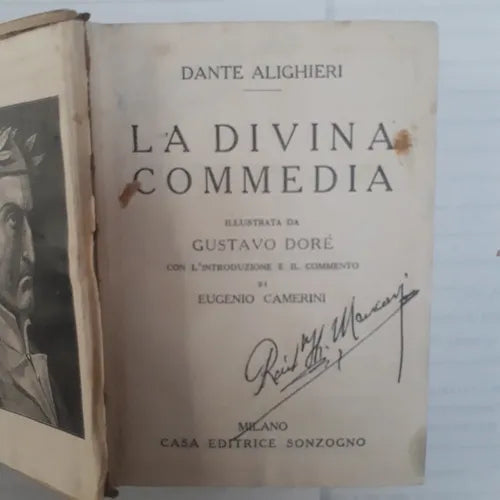 DANTE ALIGHIERI
LA DIVINA
COMMEDIA
ILLUSTRATA DA
GUSTAVO DORÉ
CON L'INTRODUZIONE E IL COMMENTO
DI
EUGENIO CAMERINI
MILANO
CASA EDITRICE SONZOGNO